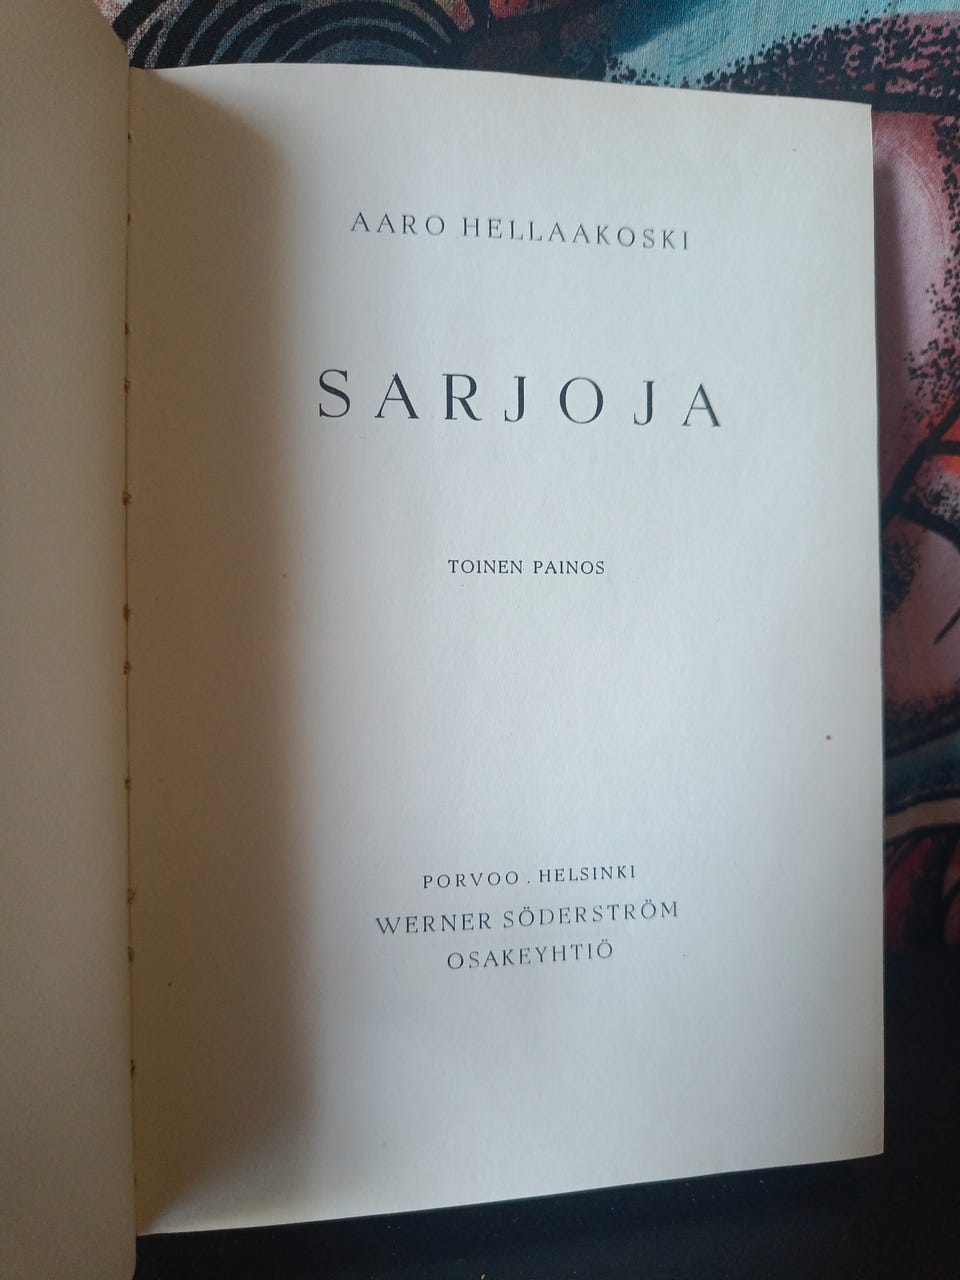 AARO HELLAAKOSKI
SARJOJA
TOINEN PAINOS
PORVOO . HELSINKI
WERNER SÖDERSTRÖM
OSAKEYHTIÖ